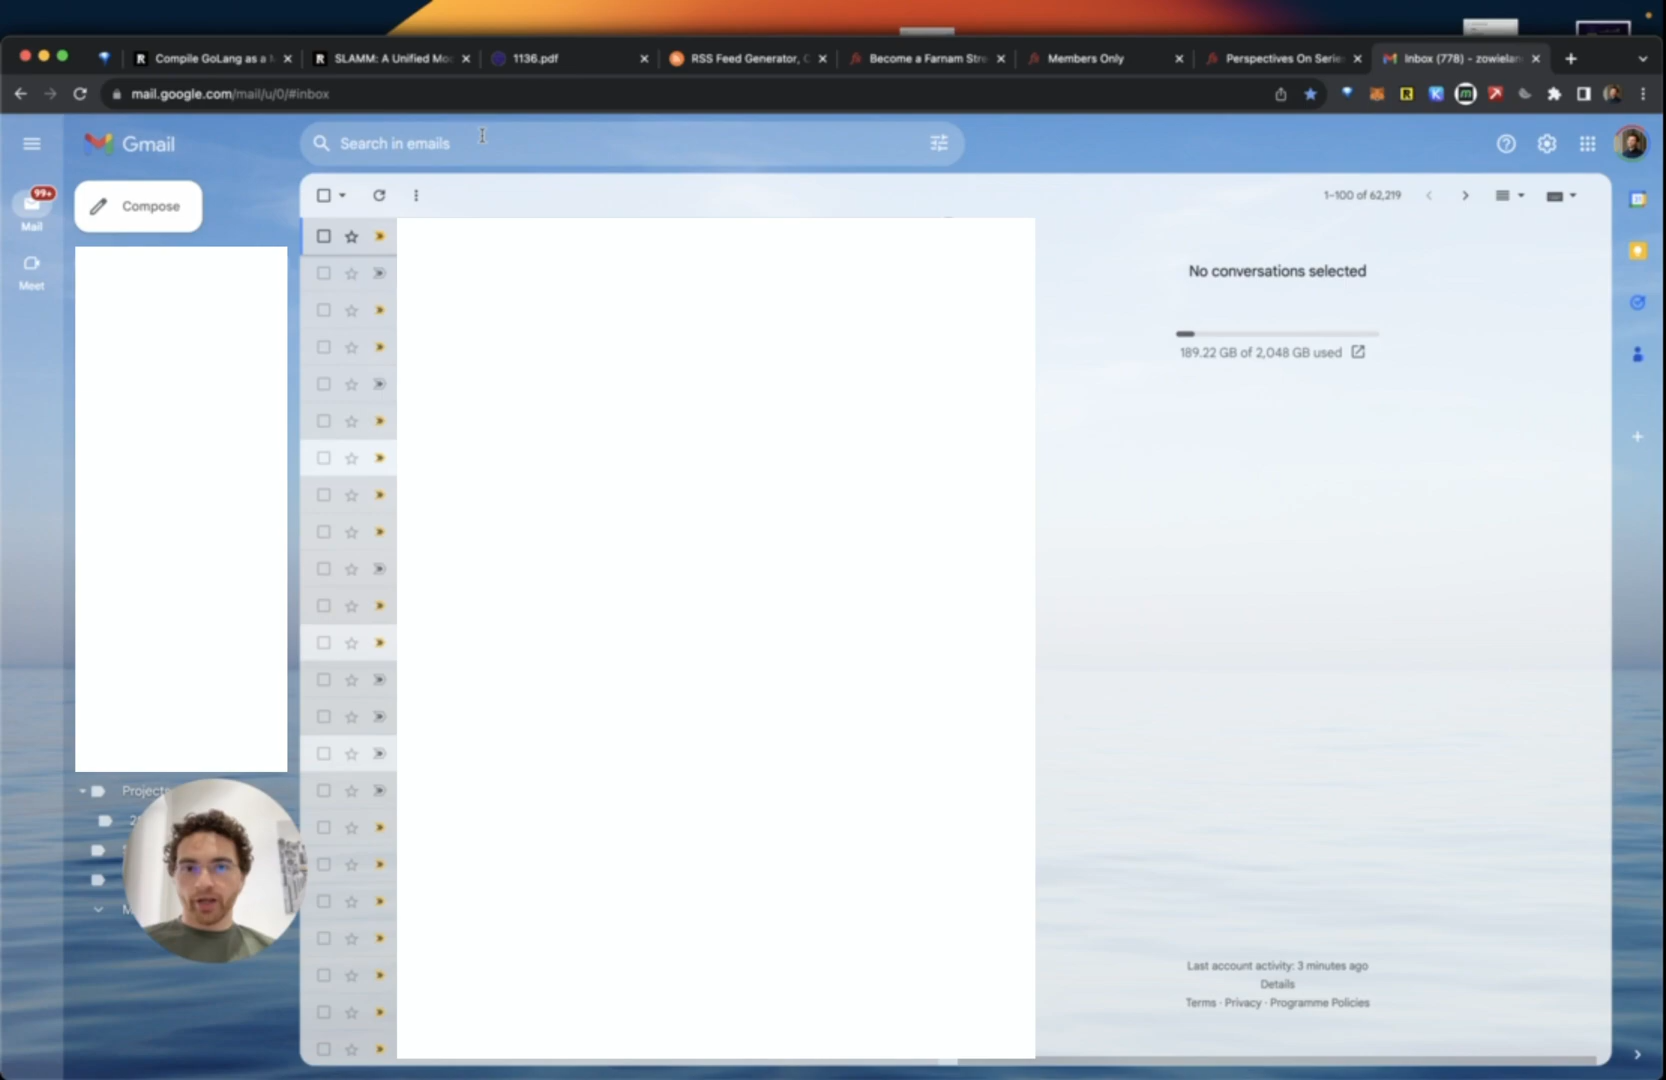 Compile GoLang as a
SLAMM: A Unified Mo
1136.pdf
RSS Feed Generator, C
Become a Farnam Stre
Members Only
Perspectives On Serie
Inbox (778) - zowielan
mail.google.com/mail/u/0/#inbox
Gmail
Search in emails
99+
Mail
Compose
1–100 of 62,219
Meet
No conversations selected
189.22 GB of 2,048 GB used
Projects
Last account activity: 3 minutes ago
Details
Terms · Privacy · Programme Policies